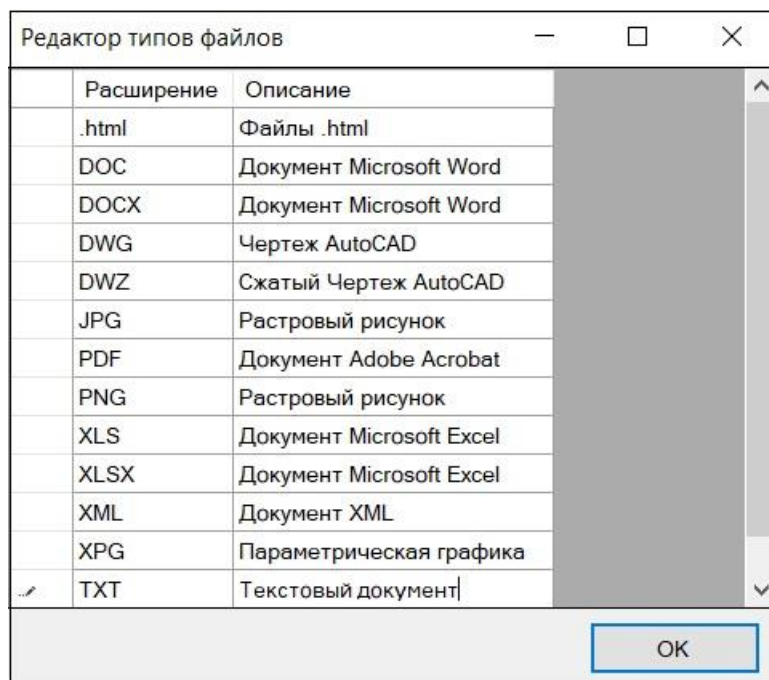 Редактор типов файлов
Расширение Описание
.html Файлы .html
DOC Документ Microsoft Word
DOCX Документ Microsoft Word
DWG Чертеж AutoCAD
DWZ Сжатый Чертеж AutoCAD
JPG Растровый рисунок
PDF Документ Adobe Acrobat
PNG Растровый рисунок
XLS Документ Microsoft Excel
XLSX Документ Microsoft Excel
XML Документ XML
XPG Параметрическая графика
TXT Текстовый документ
OK